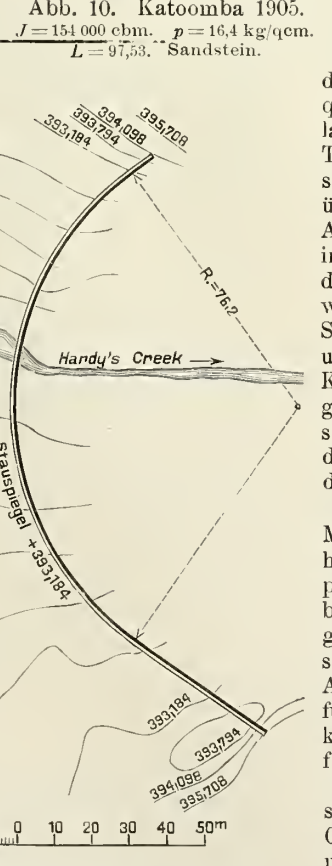 Abb. 10. Katoomba 1905.
J = 154 000 cbm. p = 16,4 kg/qcm.
L = 97,53. Sandstein.
395,708
394,098
393,794
393,184
R.=76.2
Handy's Creek
Stauspiegel +393,184
393,184
393,794
394,098
395,708
0 10 20 30 40 50m